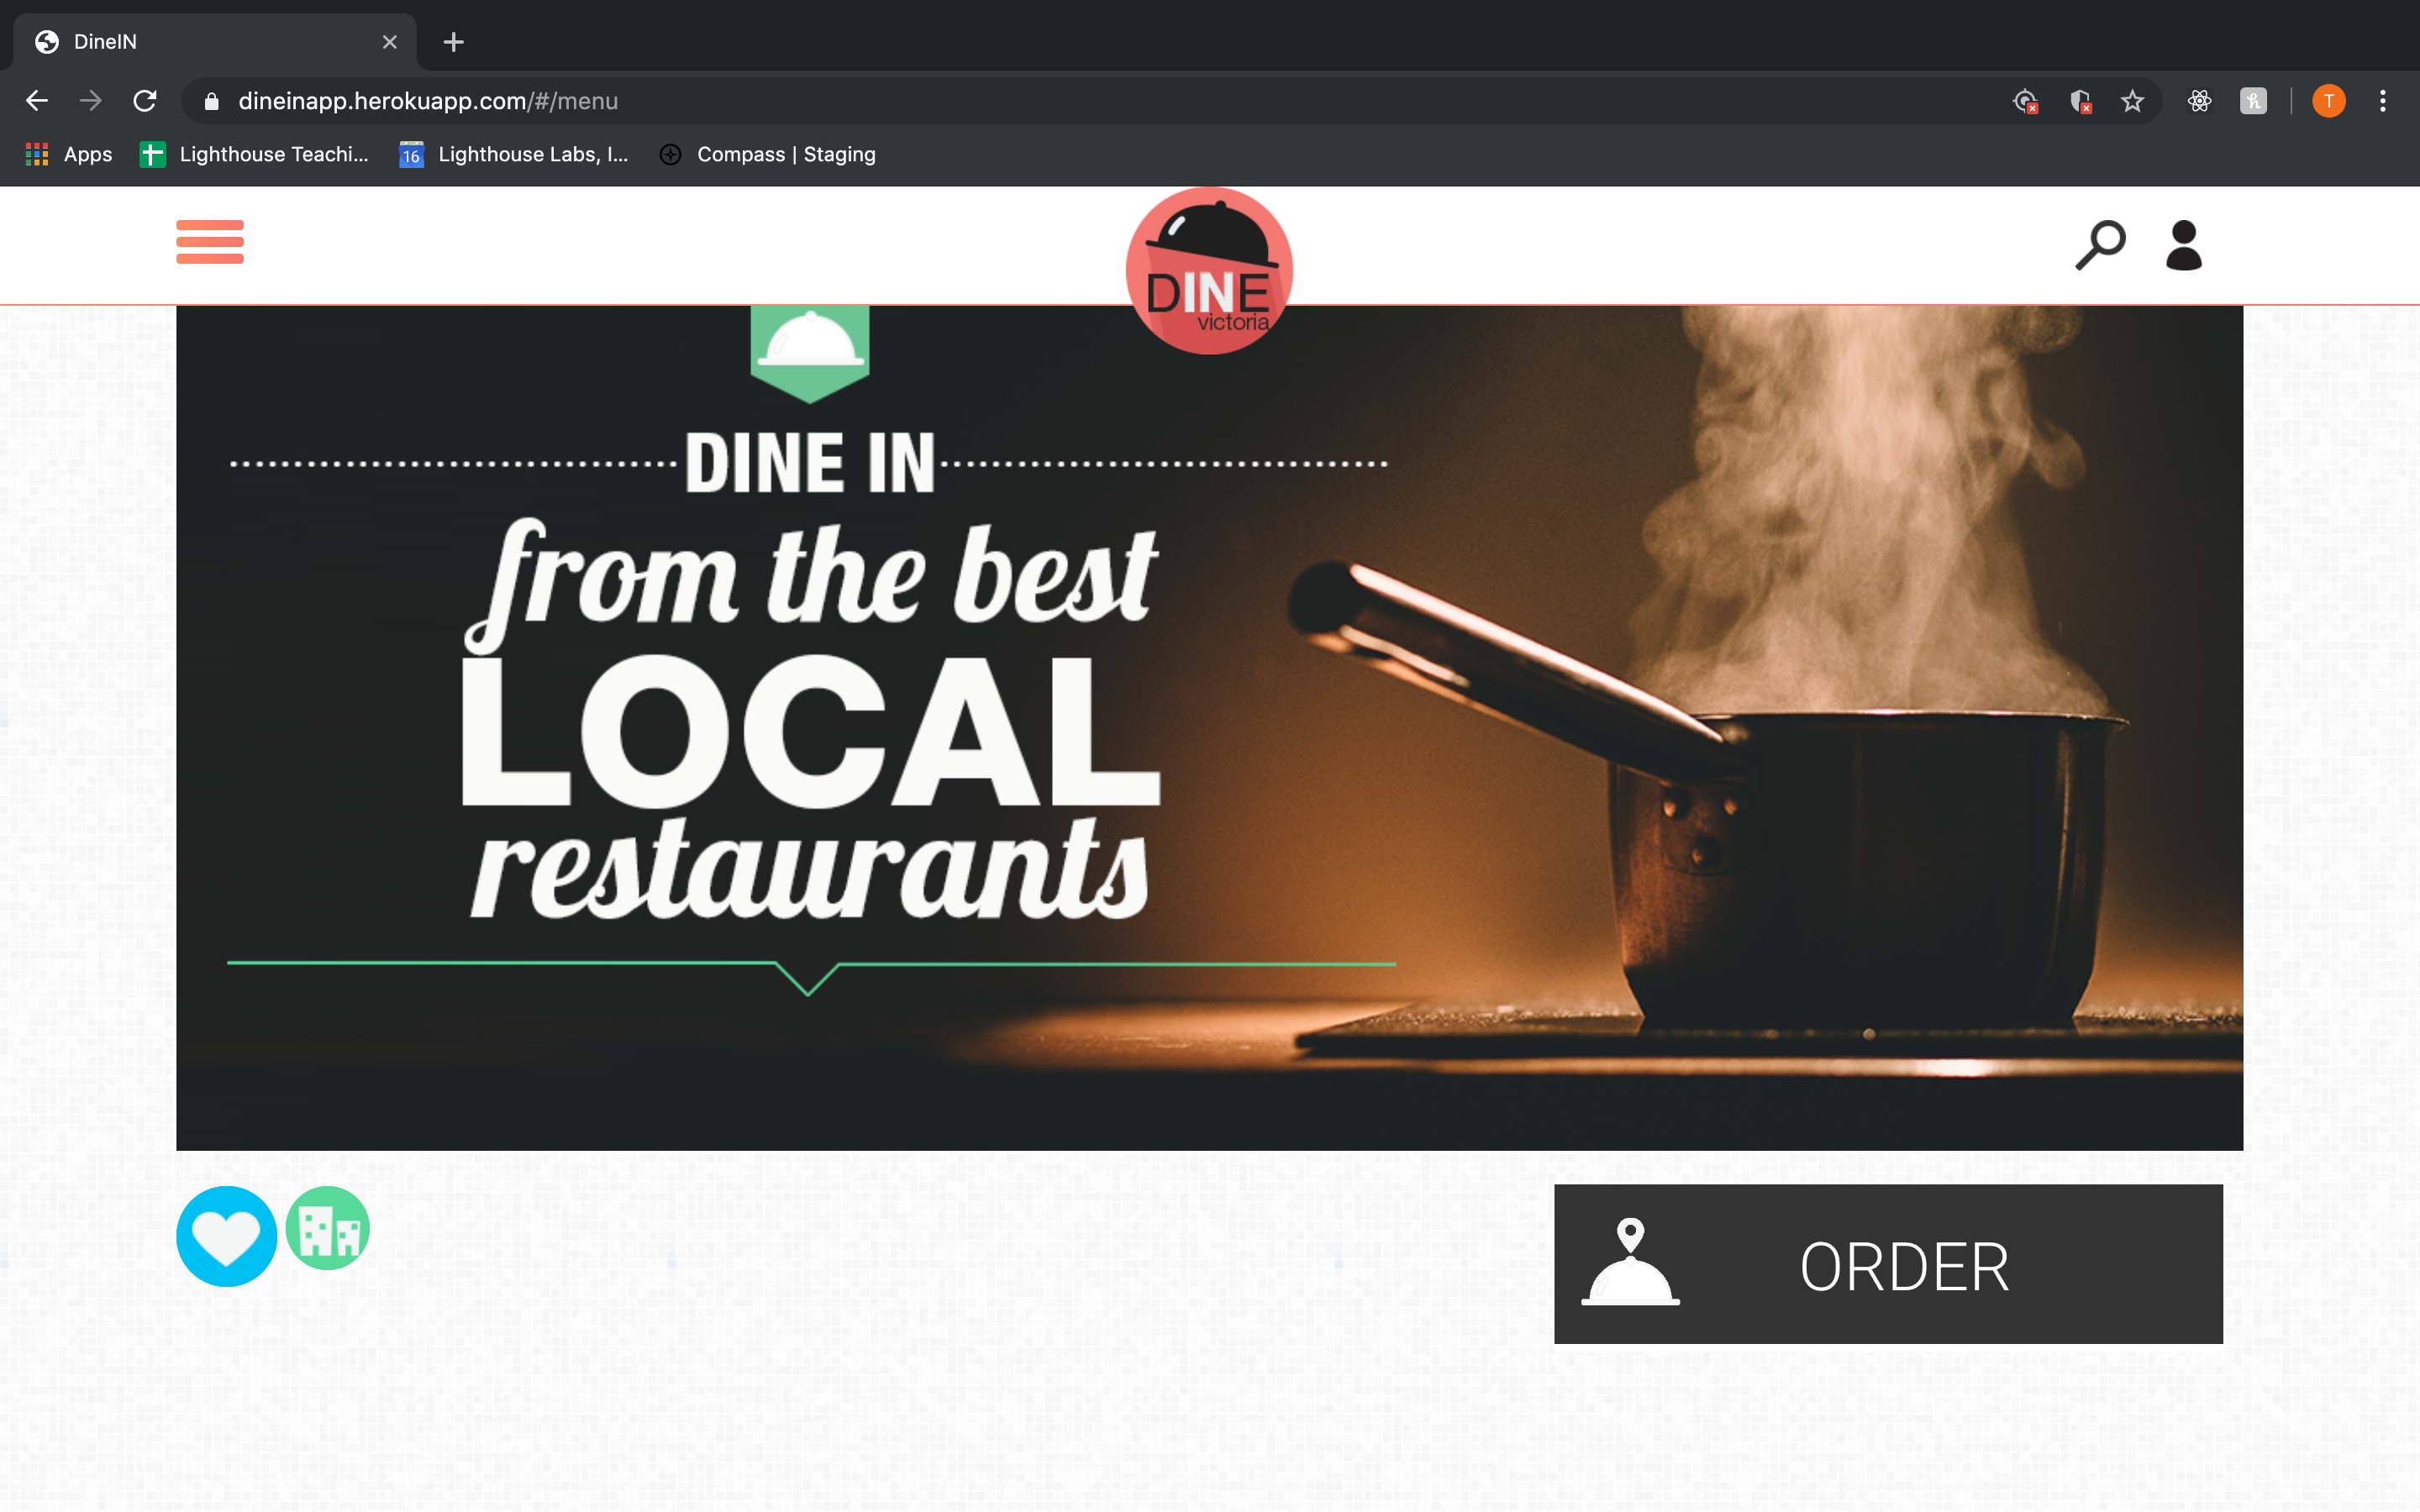 DineIN
dineinapp.herokuapp.com/#/menu
T
Apps
Lighthouse Teachi...
16
Lighthouse Labs, I...
Compass | Staging
DINE
victoria
DINE IN
from the best
LOCAL
restaurants
ORDER